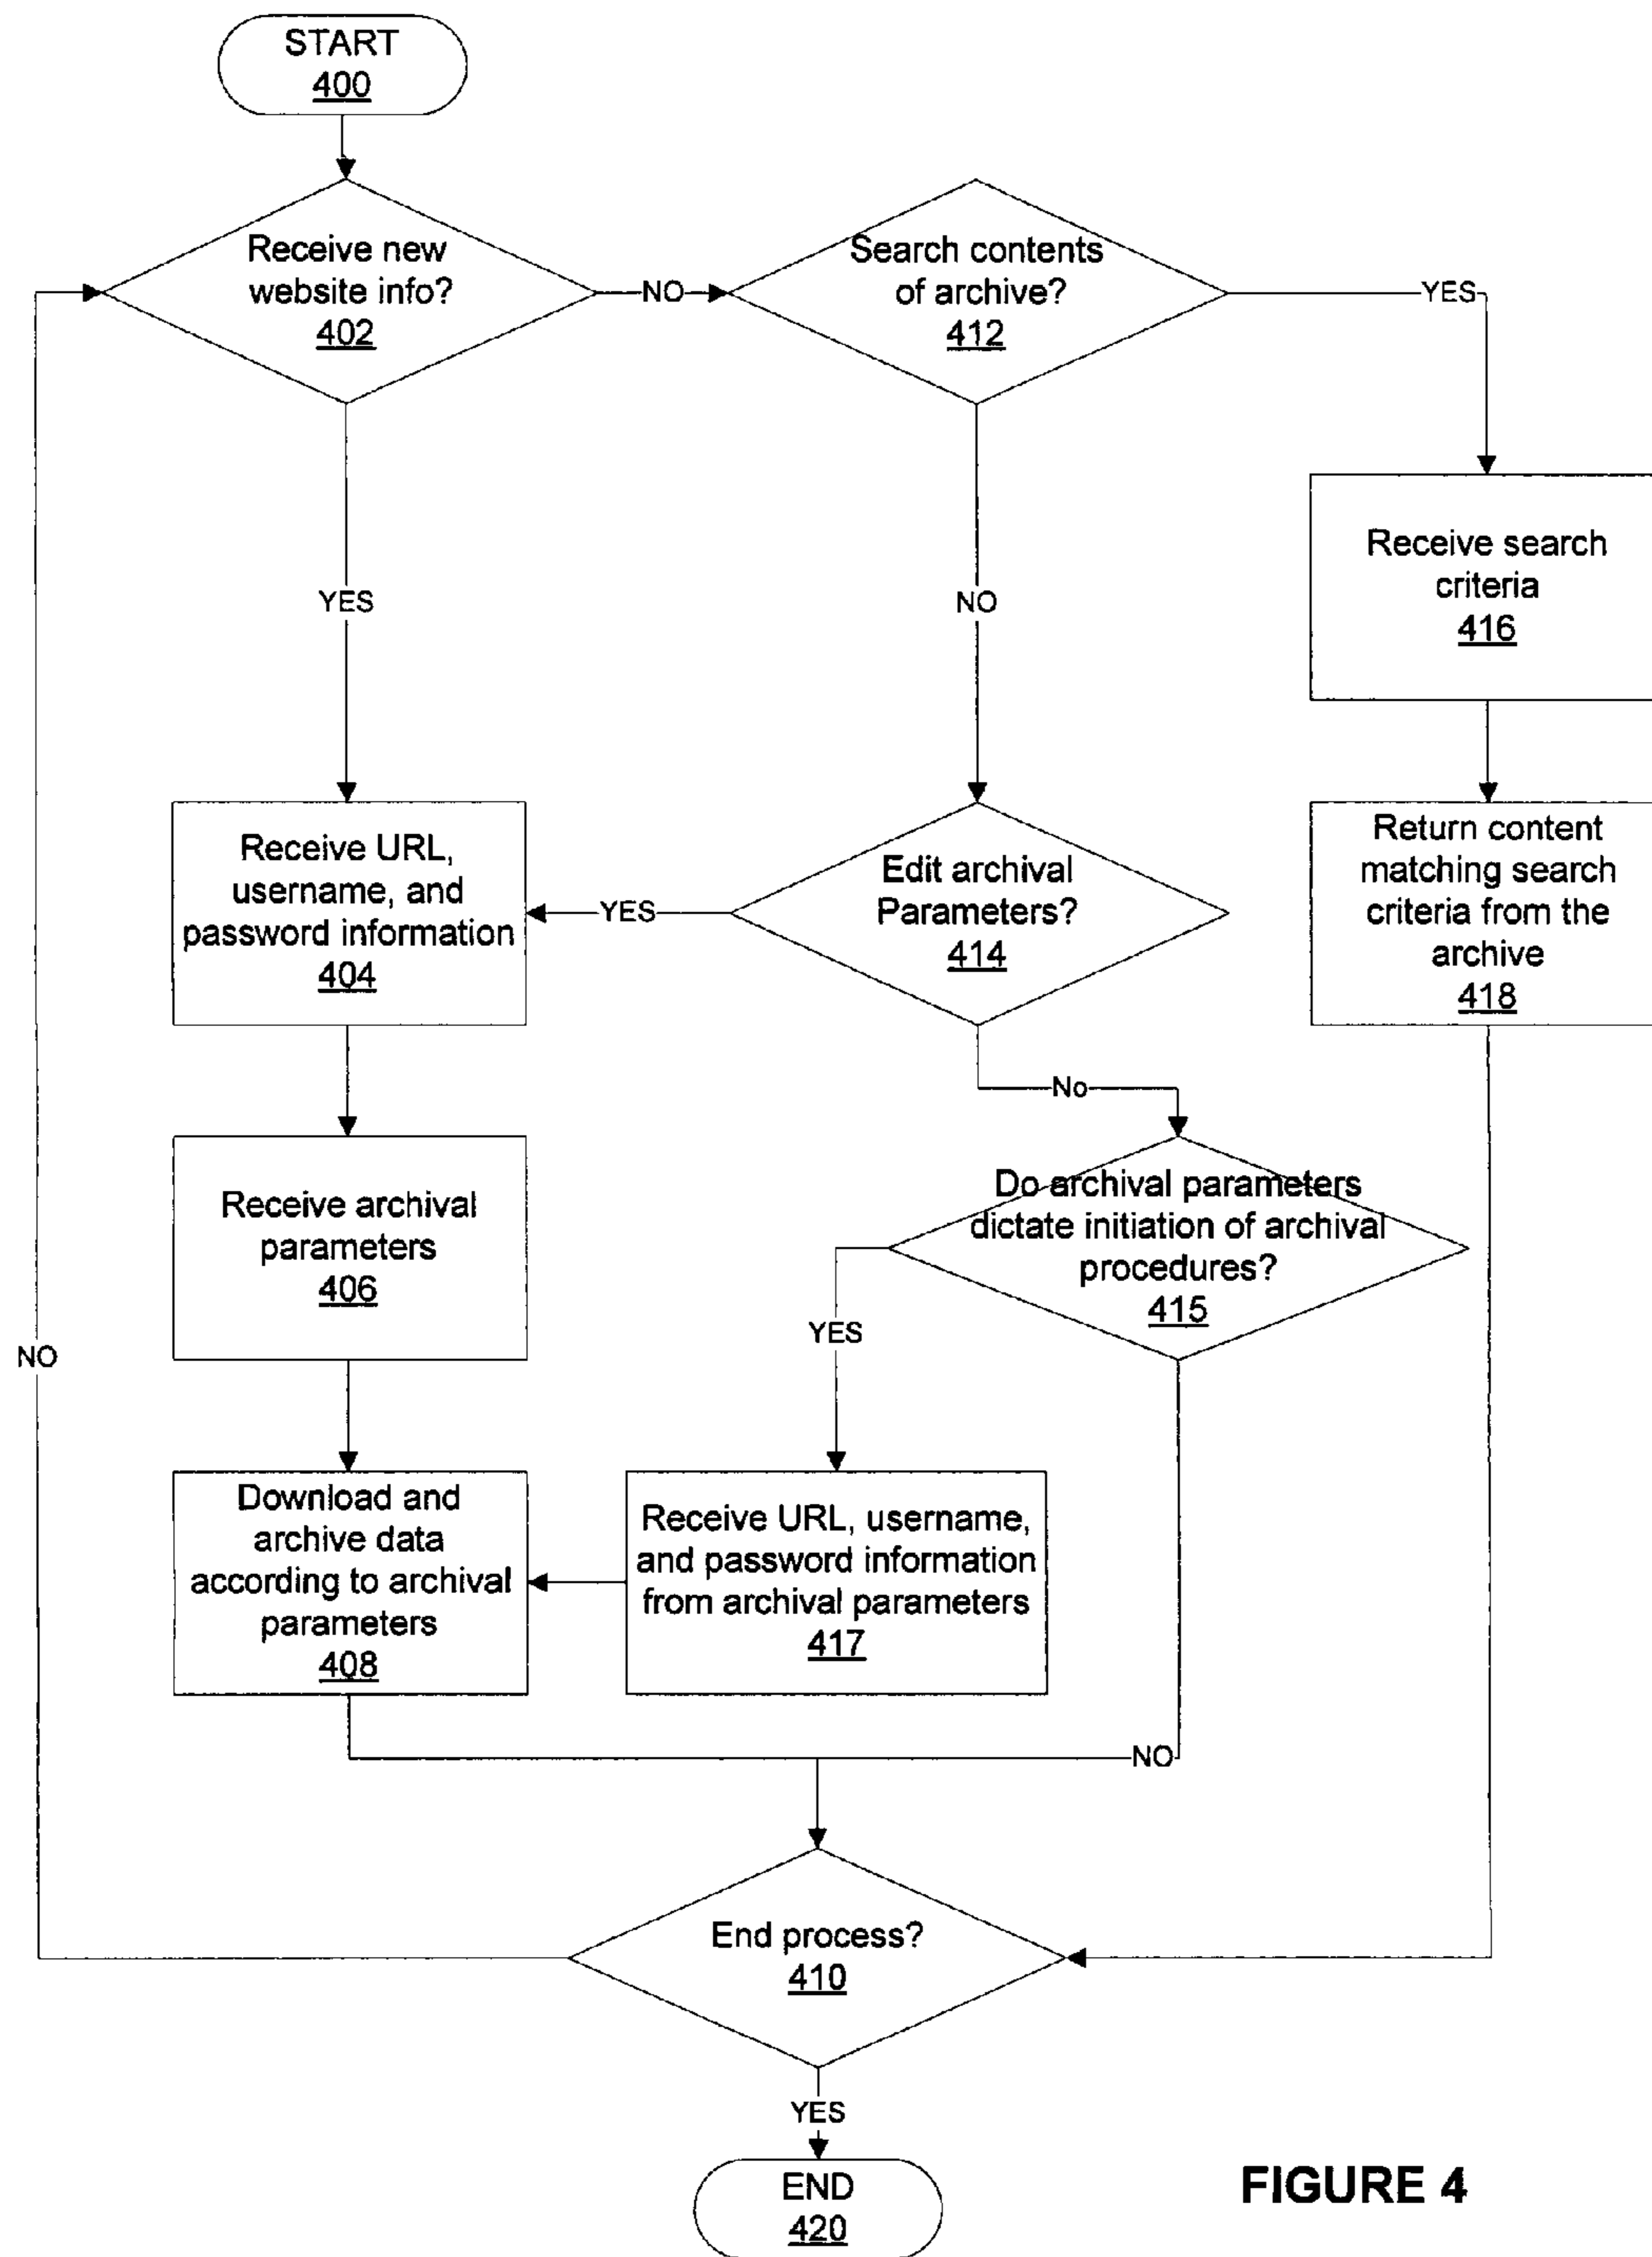 START
400
Receive new
website info?
402
NO
Search contents
of archive?
412
YES
YES
NO
Receive search
criteria
416
Receive URL,
username, and
password information
404
YES
Edit archival
Parameters?
414
Return content
matching search
criteria from the
archive
418
No
Receive archival
parameters
406
Do archival parameters
dictate initiation of archival
procedures?
415
YES
NO
Download and
archive data
according to archival
parameters
408
Receive URL, username,
and password information
from archival parameters
417
NO
End process?
410
YES
END
420
FIGURE 4